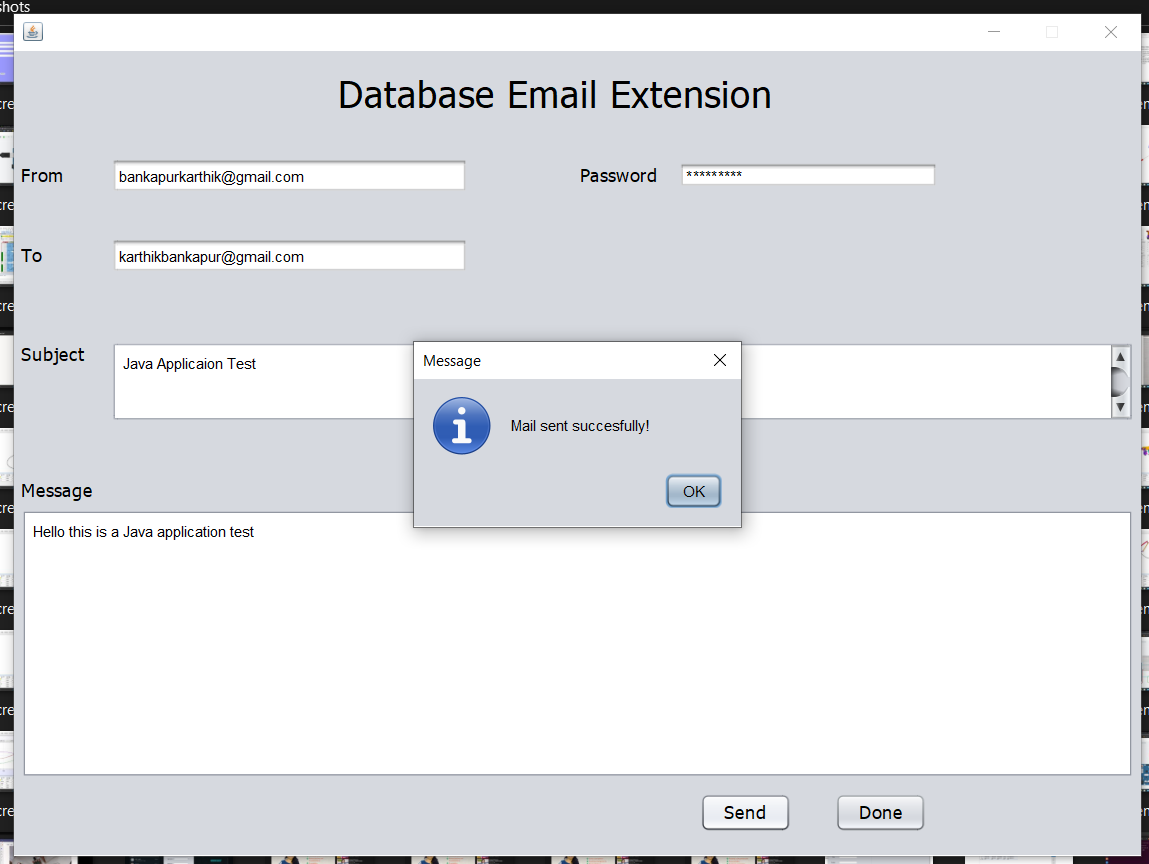 shots
Database Email Extension
From bankapurkarthik@gmail.com Password *********
To karthikbankapur@gmail.com
Subject Java Applicaion Test
Message
Mail sent succesfully!
OK
Message
Hello this is a Java application test
Send Done